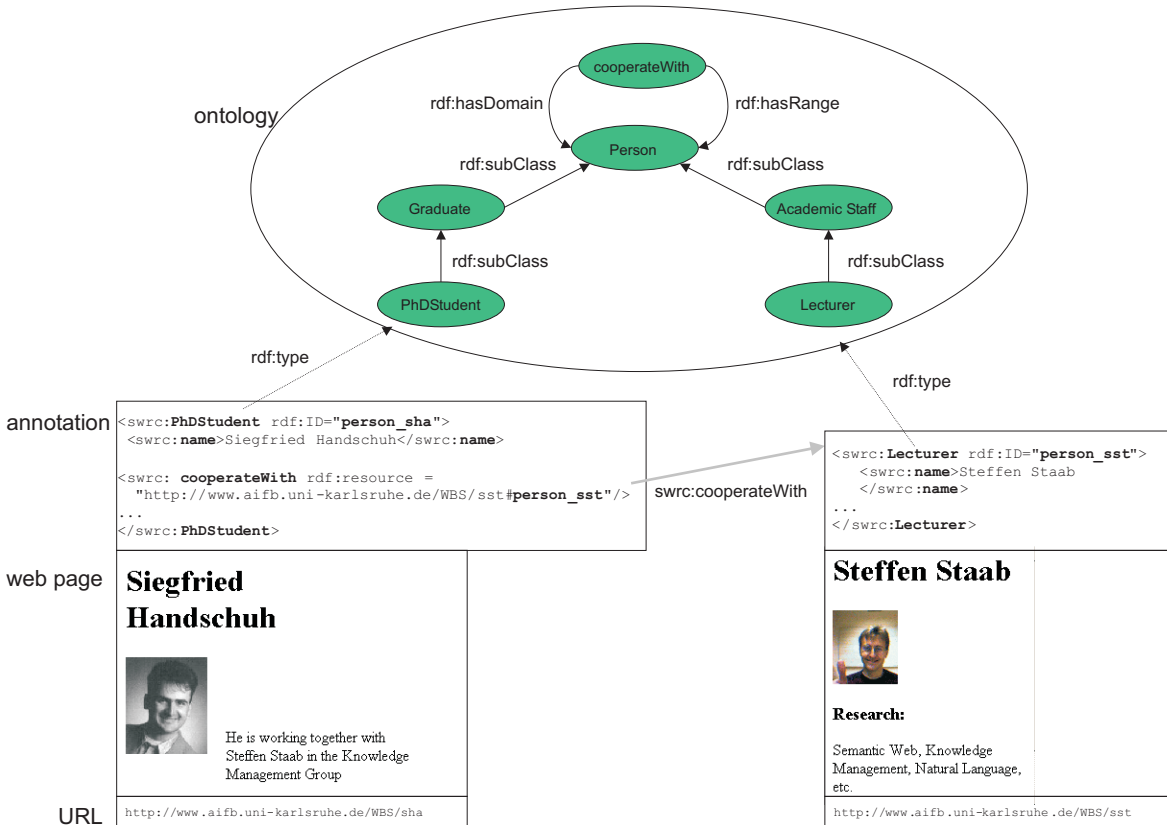 cooperateWith
rdf:hasDomain
rdf:hasRange
ontology
Person
rdf:subClass
rdf:subClass
Graduate
Academic Staff
rdf:subClass
rdf:subClass
PhDStudent
Lecturer
rdf:type
rdf:type
annotation
<swrc:PhDStudent rdf:ID="person_sha">
<swrc:name>Siegfried Handschuh</swrc:name>
<swrc: cooperateWith rdf:resource =
"http://www.aifb.uni-karlsruhe.de/WBS/sst#person_sst"/>
...
</swrc:PhDStudent>
swrc:cooperateWith
<swrc:Lecturer rdf:ID="person_sst">
<swrc:name>Steffen Staab
</swrc:name>
...
</swrc:Lecturer>
web page
Siegfried
Handschuh
He is working together with
Steffen Staab in the Knowledge
Management Group
Steffen Staab
Research:
Semantic Web, Knowledge
Management, Natural Language,
etc.
URL
http://www.aifb.uni-karlsruhe.de/WBS/sha
http://www.aifb.uni-karlsruhe.de/WBS/sst